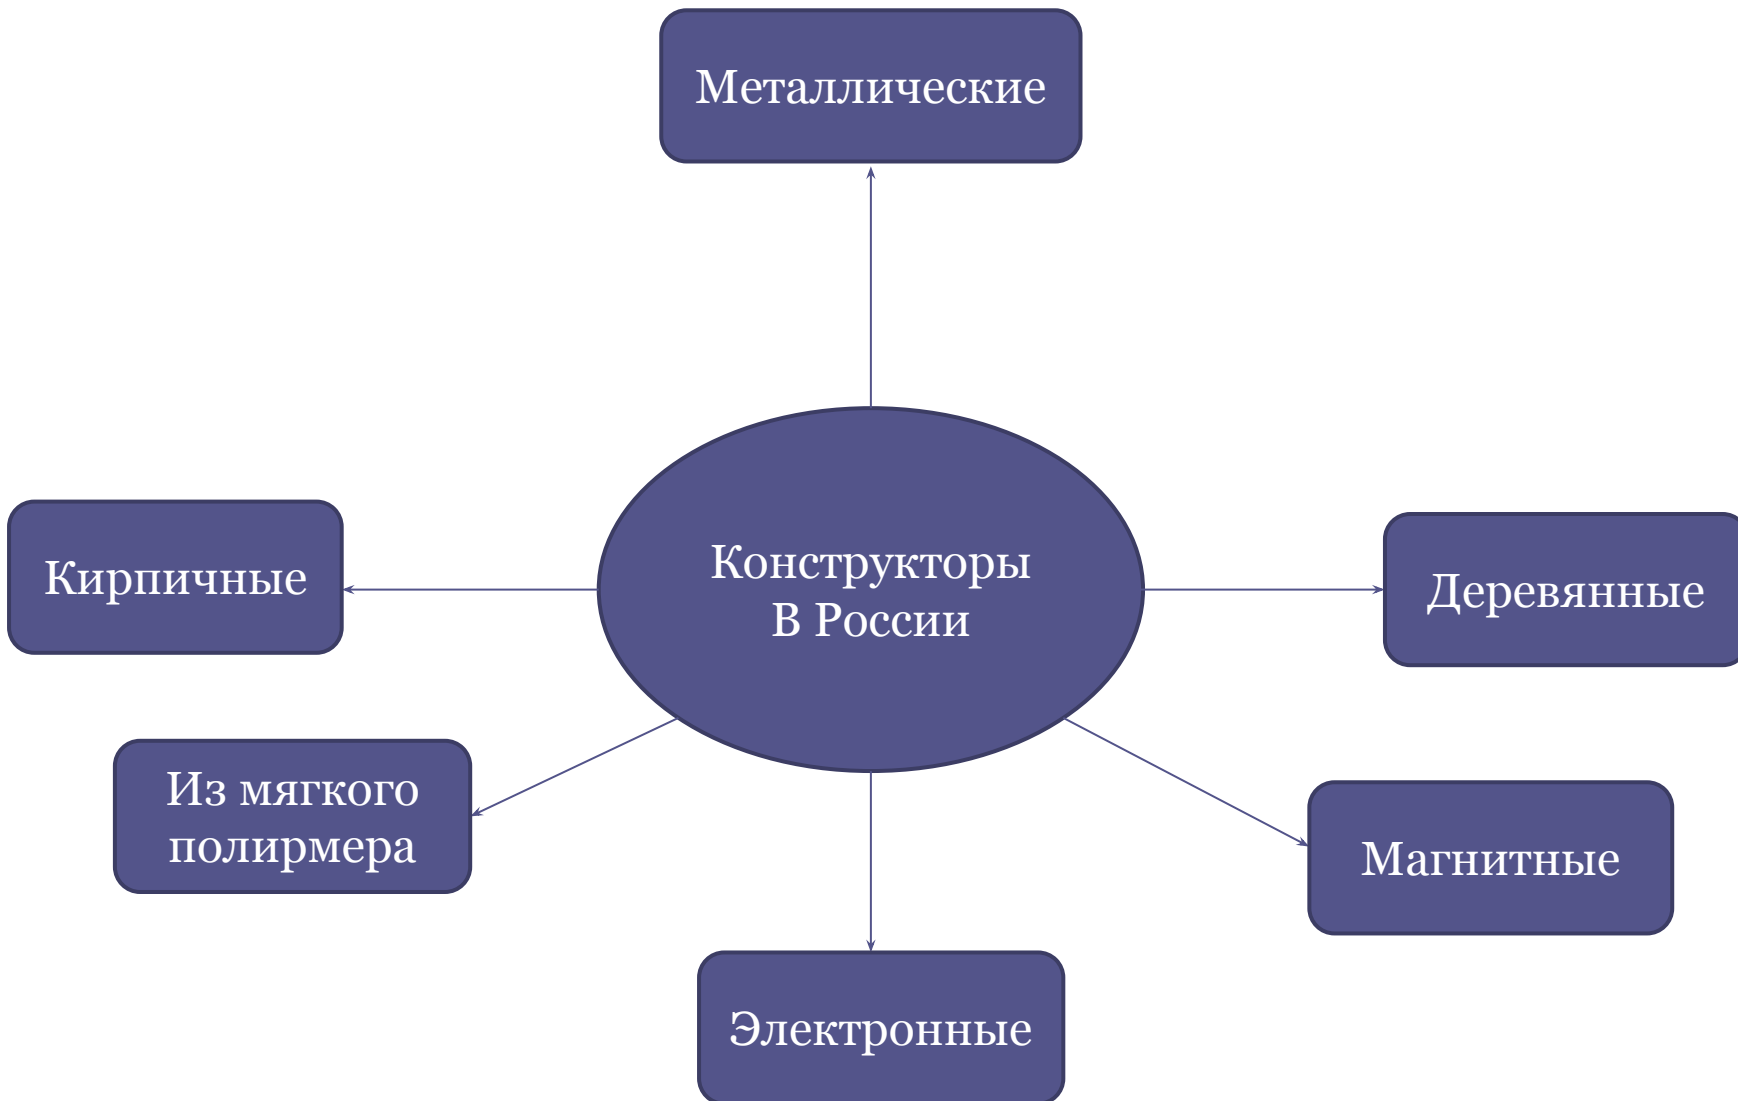 Металлические
Кирпичные
Конструкторы
В России
Деревянные
Из мягкого
полирмера
Магнитные
Электронные